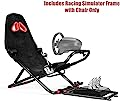 Includes Racing Simulator Frame
with Chair Only